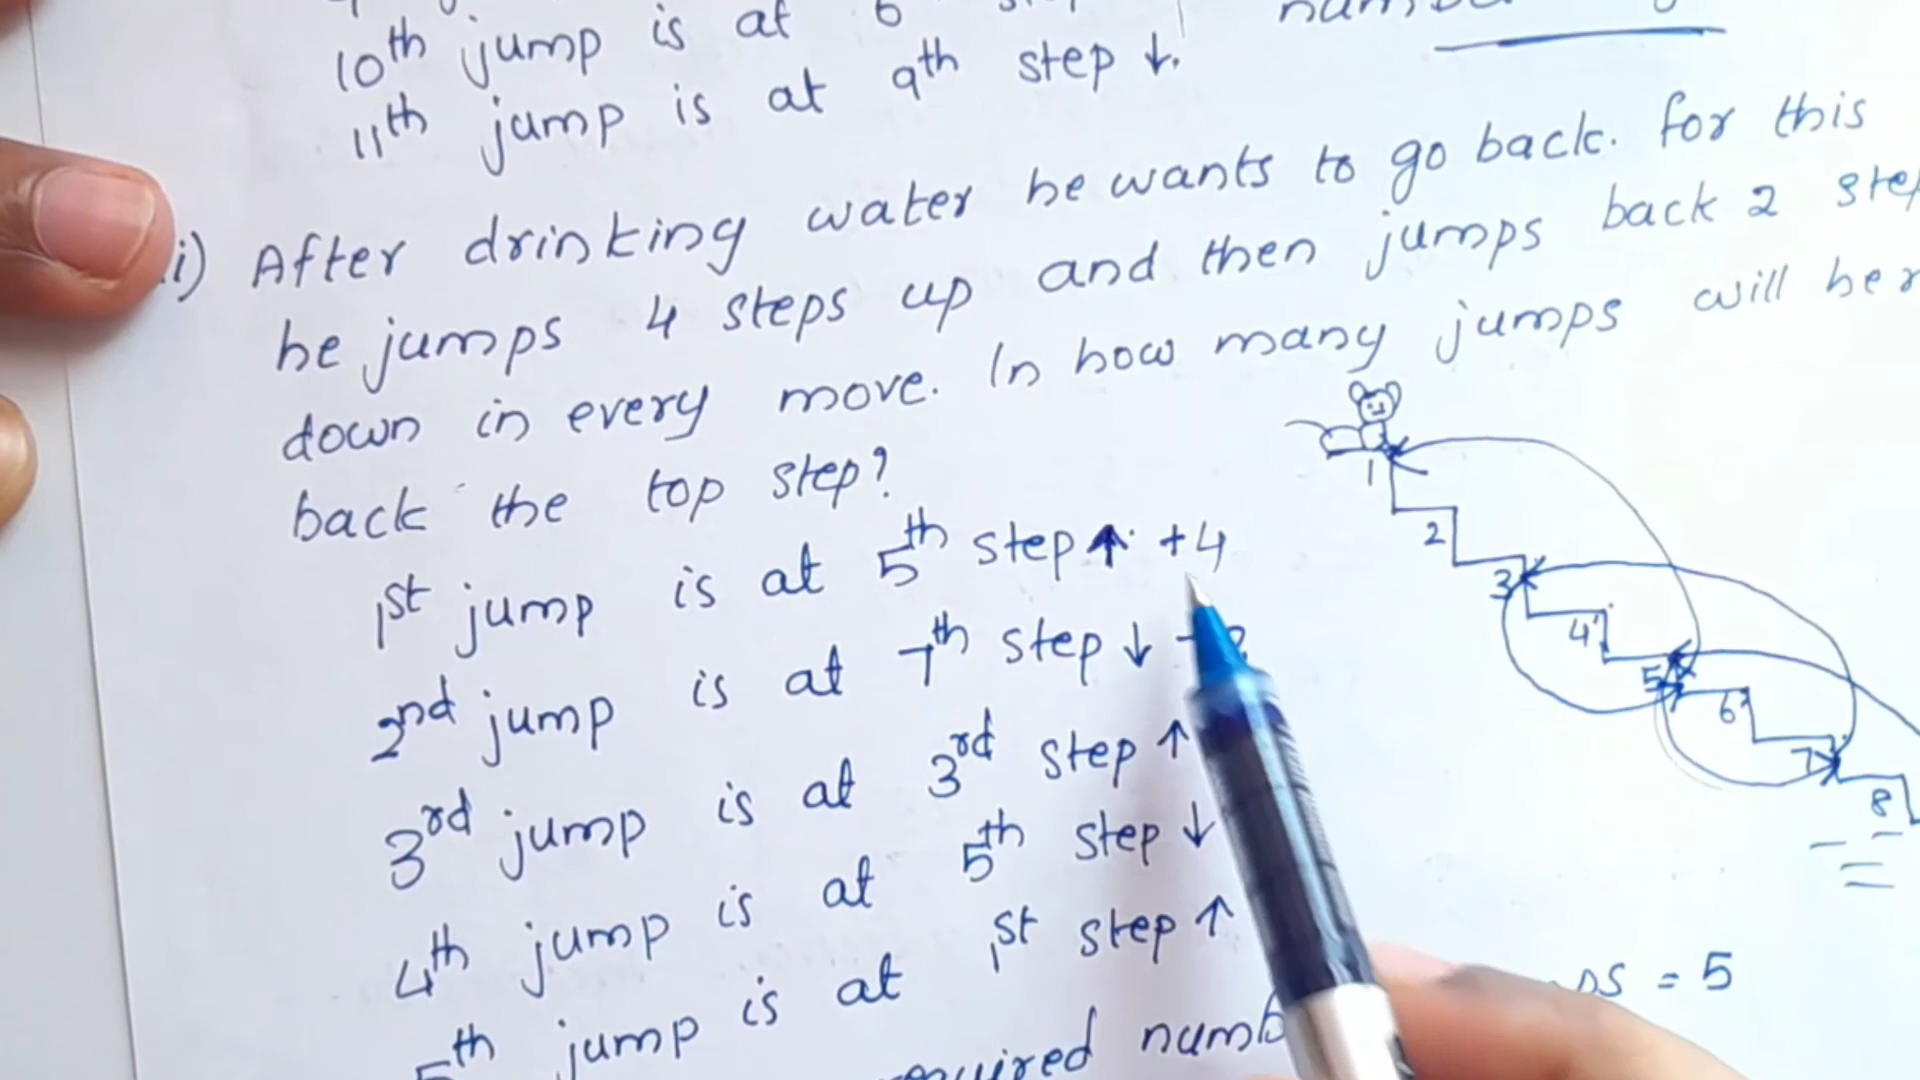 10th jump is at 6
11th jump is at 9th step ↓.
i) After drinking water he wants to go back. For this
he jumps 4 steps up and then jumps back 2 step
down in every move. In how many jumps will he r
back the top step?
1st jump is at 5th step ↑ +4
2nd jump is at 7th step ↓
3rd jump is at 3rd step ↑
4th jump is at 5th step ↓
5th jump is at 1st step ↑
numb = 5
1
2
3
4
5
6
7
8